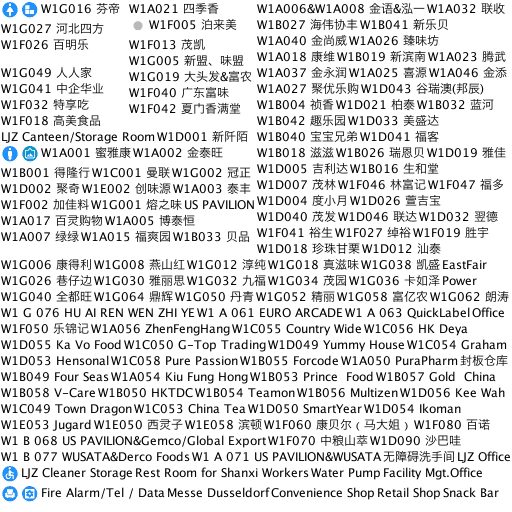 W1G016 芬帝 W1A021 四季香 W1A006&W1A008 金语&泓一 W1A032 联收
W1G027 河北四方 W1F005 泊来美 W1B027 海伟协丰 W1B041 新乐贝
W1F026 百明乐 W1F013 茂凯 W1A040 金尚威 W1A026 臻味坊
W1G005 新盟、味盟 W1A018 康维 W1B019 新滨南 W1A023 腾武
W1G049 人人家 W1G019 大头发&富农 W1A037 金永润 W1A025 喜源 W1A046 金添
W1G041 中企华业 W1F040 广东富味 W1A027 聚优乐购 W1D043 谷瑞澳(邦辰)
W1F032 特享吃 W1F042 夏门香满堂 W1B004 祯香 W1D021 柏泰 W1B032 蓝河
W1F018 高美食品 W1B042 趣乐园 W1D033 美盛达
LJZ Canteen/Storage Room W1D001 新阡陌 W1B040 宝宝兄弟 W1D041 福客
W1A001 蜜雅康 W1A002 金泰旺 W1B018 滋滋 W1B026 瑞恩贝 W1D019 雅佳
W1B001 得隆行 W1C001 曼联 W1G002 冠正 W1D005 吉利达 W1B016 生和堂
W1D002 聚奇 W1E002 创味源 W1A003 泰丰 W1D007 茂林 W1F046 林富记 W1F047 福多
W1F002 加佳料 W1G001 熔之味 US PAVILION W1D004 度小月 W1D026 萱吉宝
W1A017 百灵购物 W1A005 博泰恒 W1D040 茂发 W1D046 联达 W1D032 翌德
W1A007 绿绿 W1A015 福爽园 W1B033 贝品 W1F041 裕生 W1F027 绰裕 W1F019 胜宇
W1D018 珍珠甘栗 W1D012 汕泰
W1G006 康得利 W1G008 燕山红 W1G012 淳纯 W1G018 真滋味 W1G038 凯盛 EastFair
W1G026 巷仔边 W1G030 雅丽思 W1G032 九福 W1G034 茂园 W1G036 卡如泽 Power
W1G040 全都旺 W1G064 鼎辉 W1G050 丹青 W1G052 精丽 W1G058 富亿农 W1G062 朗涛
W1 G 076 HU AI REN WEN ZHI YE W1 A 061 EURO ARCADE W1 A 063 QuickLabel Office
W1F050 乐锦记 W1A056 ZhenFengHang W1C055 Country Wide W1C056 HK Deya
W1D055 Ka Vo Food W1C050 G-Top Trading W1D049 Yummy House W1C054 Graham
W1D053 Hensonal W1C058 Pure Passion W1B055 Forcode W1A050 PuraPharm 封板仓库
W1B049 Four Seas W1A054 Kiu Fung Hong W1B053 Prince Food W1B057 Gold China
W1B058 V-Care W1B050 HKTDC W1B054 Teamon W1B056 Multizen W1D056 Kee Wah
W1C049 Town Dragon W1C053 China Tea W1D050 SmartYear W1D054 Ikoman
W1E053 Jugard W1E050 西灵子 W1E058 滨顿 W1F060 康贝尔（马大姐） W1F080 百诺
W1 B 068 US PAVILION&Gemco/Global Export W1F070 中粮山萃 W1D090 沙巴哇
W1 B 077 WUSATA&Derco Foods W1 A 071 US PAVILION&WUSATA 无障碍洗手间 LJZ Office
LJZ Cleaner Storage Rest Room for Shanxi Workers Water Pump Facility Mgt.Office
Fire Alarm/Tel / Data Messe Dusseldorf Convenience Shop Retail Shop Snack Bar